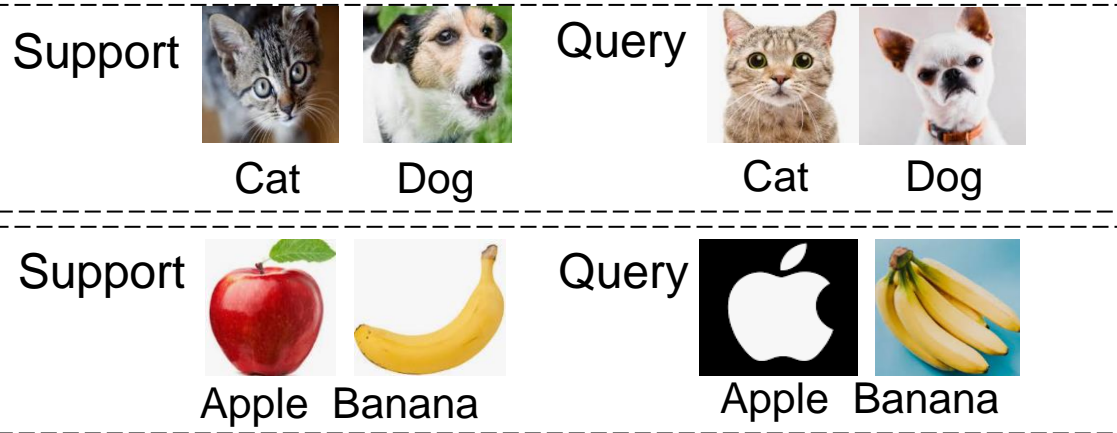 Support
Query
Cat Dog
Cat Dog
Support
Query
Apple Banana
Apple Banana